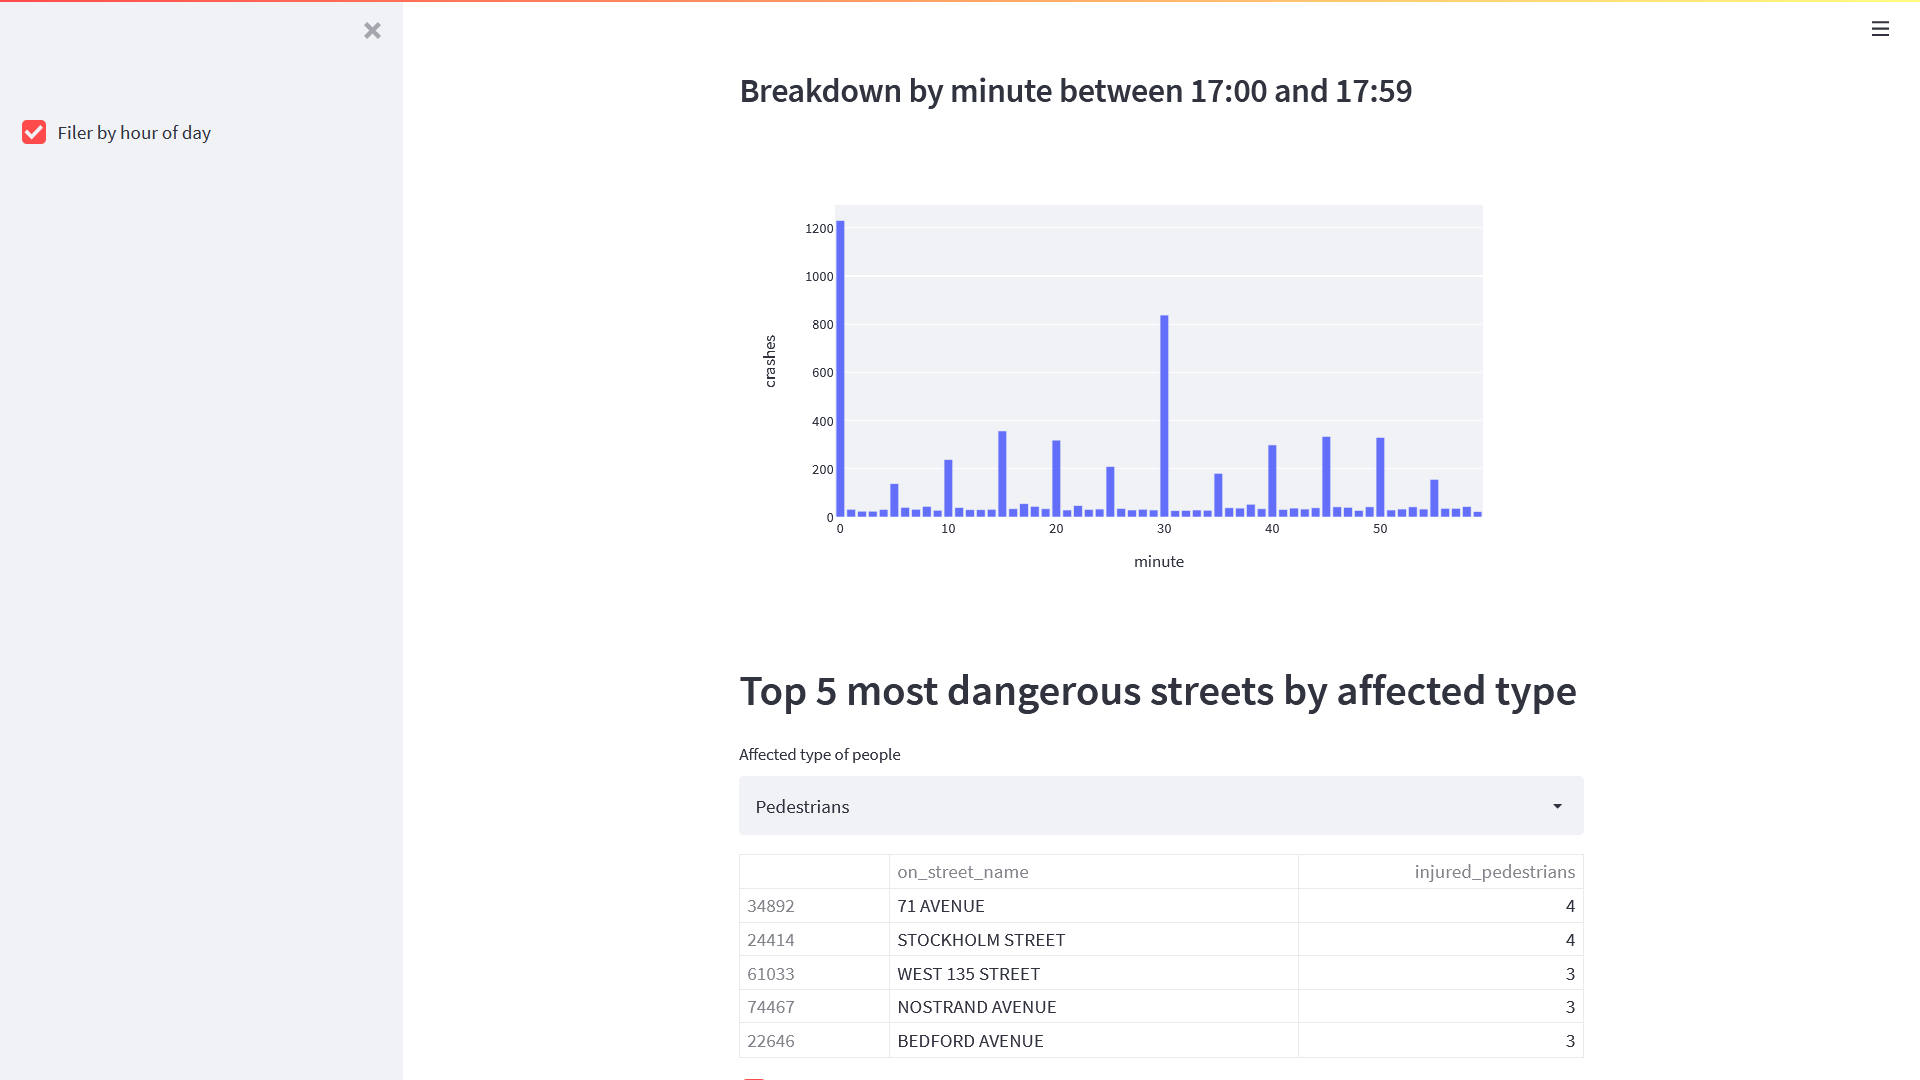 Filer by hour of day
Breakdown by minute between 17:00 and 17:59
1200
1000
800
600
400
200
0
crashes
0 10 20 30 40 50
minute
Top 5 most dangerous streets by affected type
Affected type of people
Pedestrians
on_street_name injured_pedestrians
34892 71 AVENUE 4
24414 STOCKHOLM STREET 4
61033 WEST 135 STREET 3
74467 NOSTRAND AVENUE 3
22646 BEDFORD AVENUE 3